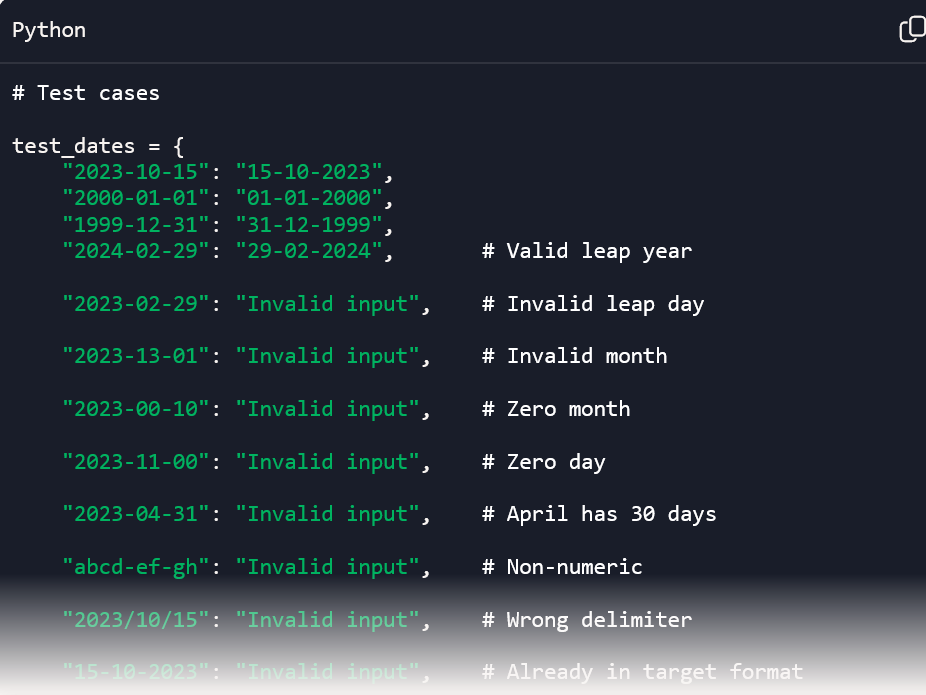 Python
# Test cases
test_dates = {
"2023-10-15": "15-10-2023",
"2000-01-01": "01-01-2000",
"1999-12-31": "31-12-1999",
"2024-02-29": "29-02-2024", # Valid leap year
"2023-02-29": "Invalid input", # Invalid leap day
"2023-13-01": "Invalid input", # Invalid month
"2023-00-10": "Invalid input", # Zero month
"2023-11-00": "Invalid input", # Zero day
"2023-04-31": "Invalid input", # April has 30 days
"abcd-ef-gh": "Invalid input", # Non-numeric
"2023/10/15": "Invalid input", # Wrong delimiter
"15-10-2023": "Invalid input", # Already in target format